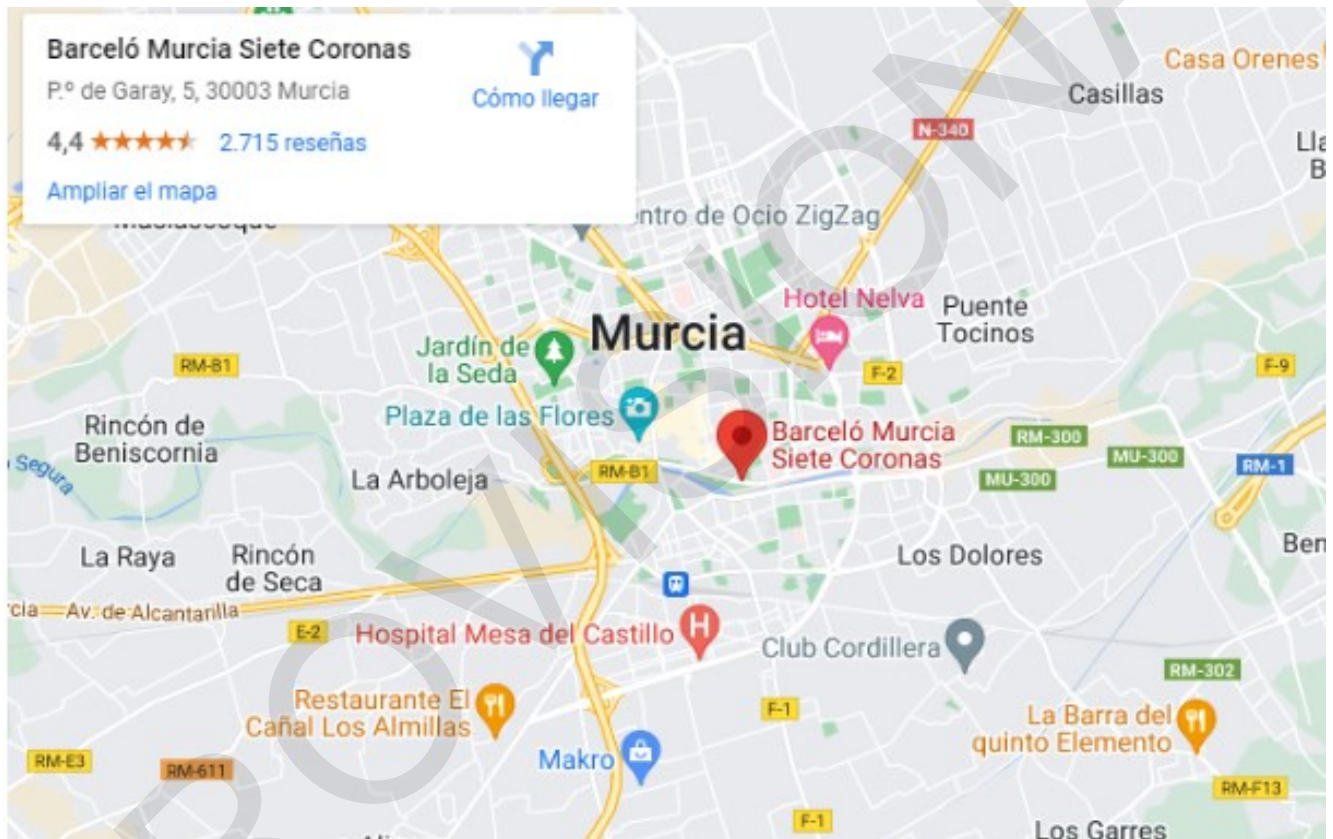 Barceló Murcia Siete Coronas
P.º de Garay, 5, 30003 Murcia
4,4
2.715 reseñas
Ampliar el mapa
Cómo llegar
Casa Orenes
Casillas
N-340
ntro de Ocio ZigZag
Hotel Nelva
Puente
Tocinos
Murcia
Jardín de
la Seda
RM-B1
F-2
F-9
Plaza de las Flores
Rincón de
Beniscornia
Barceló Murcia
Siete Coronas
RM-300
MU-300
RM-1
Segura
La Arboleja
RM-B1
MU-300
La Raya
Rincón
de Seca
Los Dolores
Ben
cia
Av. de Alcantarilla
E-2
Hospital Mesa del Castillo
H
Club Cordillera
RM-302
Restaurante El
Cañal Los Almillas
F-1
La Barra del
quinto Elemento
Makro
RM-E3
RM-611
RM-F13
F-1
Los Garres